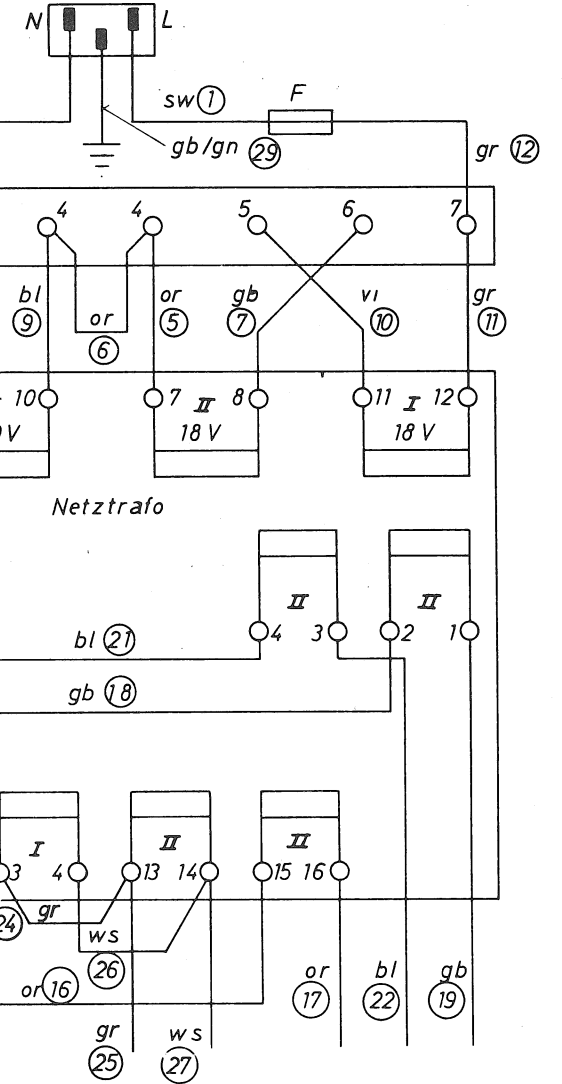 N L
sw 1 F
gb/gn 29 gr 12
4 4 5 6 7
bl or gb vi gr
9 or 5 7 10 11
6
10 7 II 8 11 I 12
V 18 V 18 V
Netztrafo
II II
4 3 2 1
bl 21
gb 18
I II II
3 4 13 14 15 16
24 gr
ws
26 or bl gb
or 16 17 22 19
gr ws
25 27